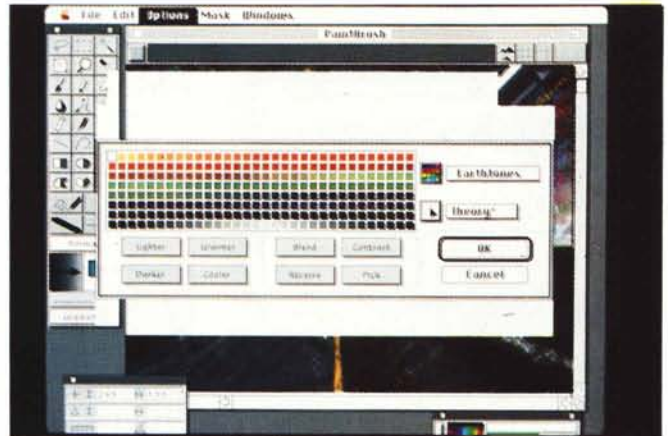 File Edit Options Mask Windows
PaintBrush
Earthtones
Theory
Lighter Warmer Blend Contrast
OK
Darker Cooler Reverse Pick
Cancel